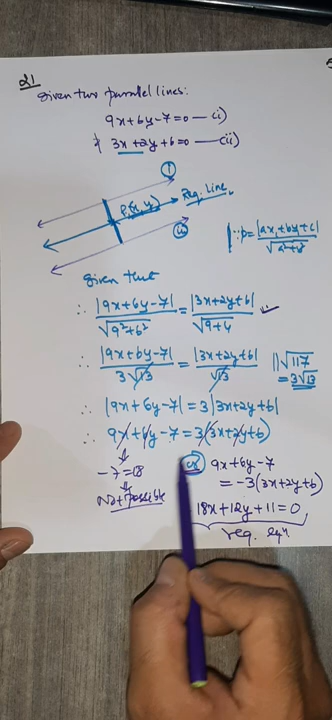 21
Given two parallel lines:
9x+6y-7=0 —(i)
& 3x+2y+6=0 —(ii)
(i)
P(x,y) Req. Line.
(ii)
∵p=|ax₁+by₁+c|/√(a²+b²)
Given that
∴ |9x+6y-7|/√(9²+6²) = |3x+2y+6|/√(9+4)
∴ |9x+6y-7|/3√13 = |3x+2y+6|/√13 ||√117 = 3√13
∴ |9x+6y-7|=3|3x+2y+6|
∴ 9x+6y-7=3(3x+2y+6)
-7=18
Not possible
or 9x+6y-7
=-3(3x+2y+6)
18x+12y+11=0,
req. eqⁿ